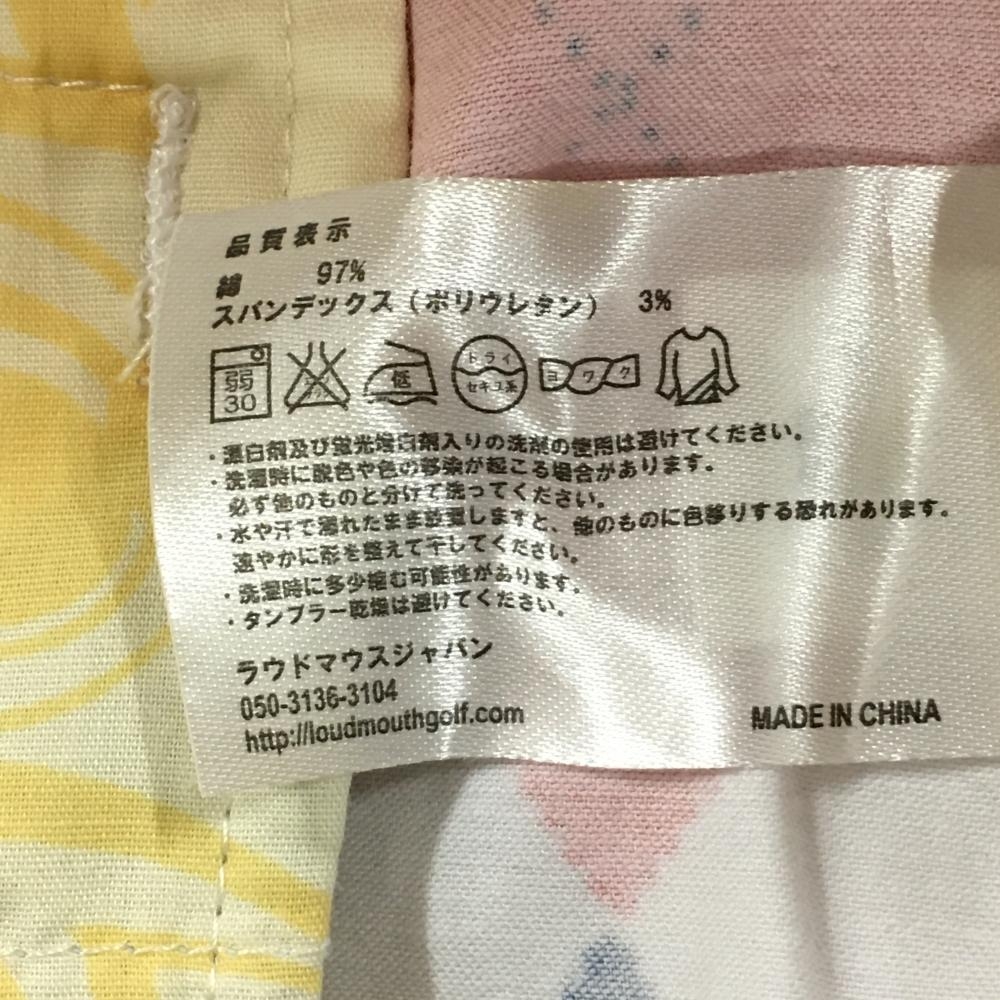 品質表示
綿 97%
スパンデックス（ポリウレタン） 3%
弱 30
低
ドライ セキユ系
ヨワク
・漂白剤及び蛍光増白剤入りの洗剤の使用は避けてください。
・洗濯時に脱色や色の移染が起こる場合があります。
必ず他のものと分けて洗ってください。
・水や汗で濡れたまま放置しますと、他のものに色移りする恐れがあります。
速やかに形を整えて干してください。
・洗濯時に多少縮む可能性があります。
・タンブラー乾燥は避けてください。
ラウドマウスジャパン
050-3136-3104
http://loudmouthgolf.com
MADE IN CHINA